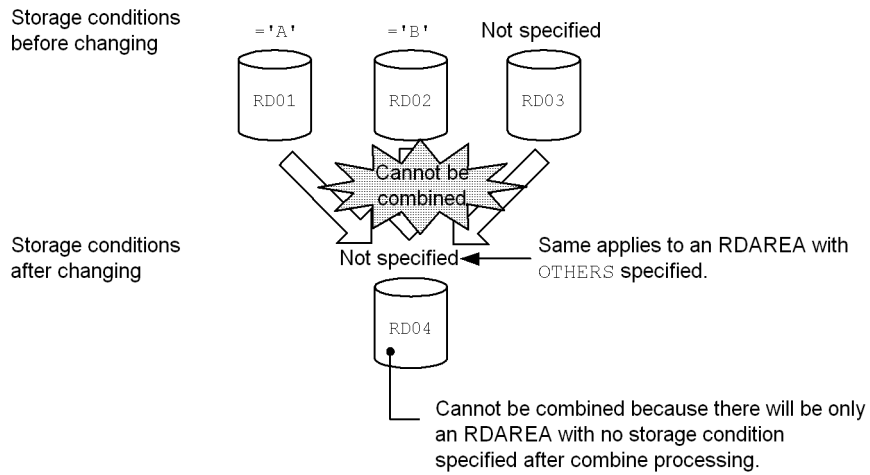 Storage conditions
before changing
='A'
='B'
Not specified
RD01
RD02
RD03
Cannot be
combined
Storage conditions
after changing
Not specified
Same applies to an RDAREA with
OTHERS specified.
RD04
Cannot be combined because there will be only
an RDAREA with no storage condition
specified after combine processing.